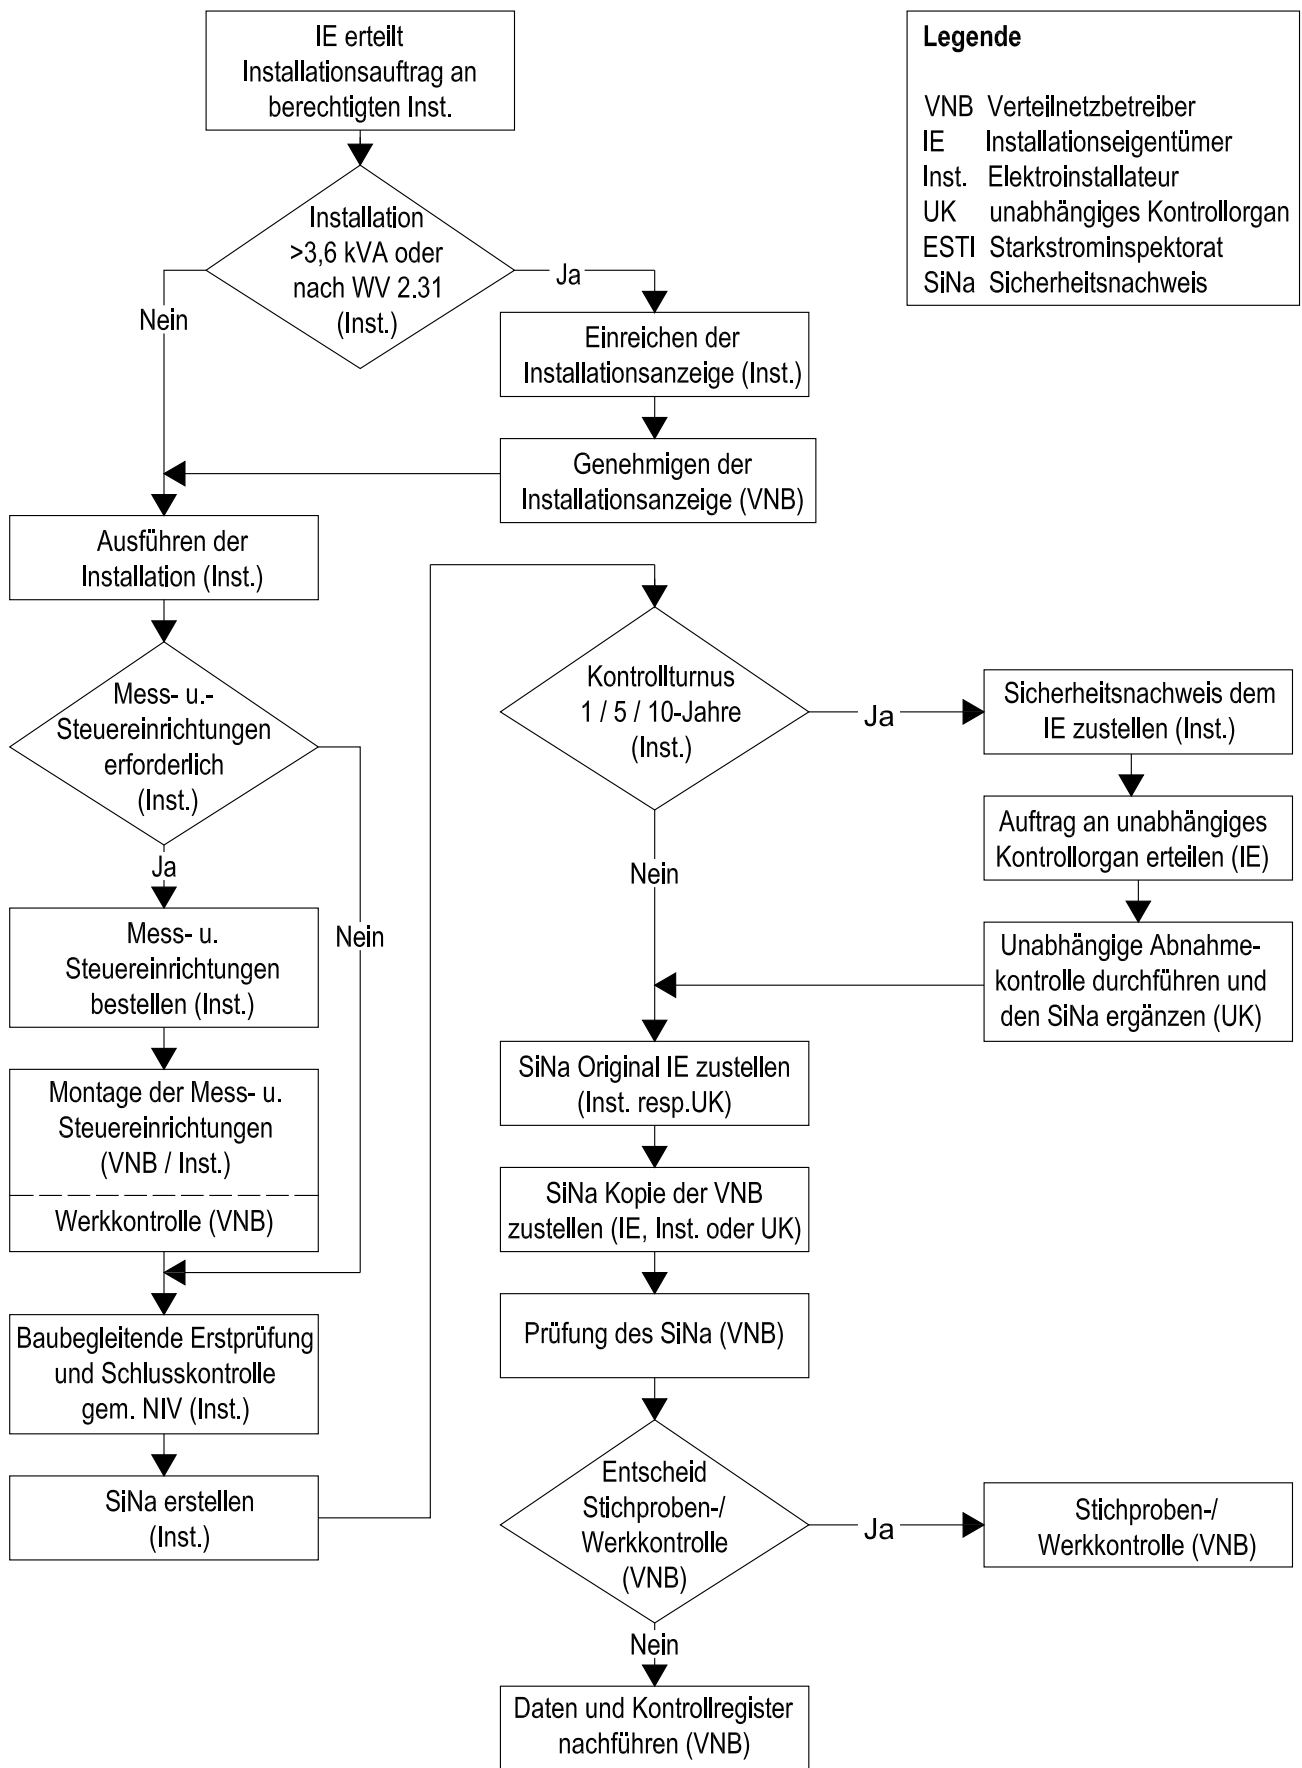 IE erteilt
Installationsauftrag an
berechtigten Inst.
Legende
VNB Verteilnetzbetreiber
IE Installationseigentümer
Inst. Elektroinstallateur
UK unabhängiges Kontrollorgan
ESTI Starkstrominspektorat
SiNa Sicherheitsnachweis
Installation
>3,6 kVA oder
nach WV 2.31
(Inst.)
Ja
Nein
Einreichen der
Installationsanzeige (Inst.)
Genehmigen der
Installationsanzeige (VNB)
Ausführen der
Installation (Inst.)
Mess- u.-
Steuereinrichtungen
erforderlich
(Inst.)
Ja
Nein
Mess- u.
Steuereinrichtungen
bestellen (Inst.)
Montage der Mess- u.
Steuereinrichtungen
(VNB / Inst.)
Werkkontrolle (VNB)
Baubegleitende Erstprüfung
und Schlusskontrolle
gem. NIV (Inst.)
SiNa erstellen
(Inst.)
Kontrollturnus
1 / 5 / 10-Jahre
(Inst.)
Ja
Nein
Sicherheitsnachweis dem
IE zustellen (Inst.)
Auftrag an unabhängiges
Kontrollorgan erteilen (IE)
Unabhängige Abnahme-
kontrolle durchführen und
den SiNa ergänzen (UK)
SiNa Original IE zustellen
(Inst. resp.UK)
SiNa Kopie der VNB
zustellen (IE, Inst. oder UK)
Prüfung des SiNa (VNB)
Entscheid
Stichproben-/
Werkkontrolle
(VNB)
Ja
Nein
Stichproben-/
Werkkontrolle (VNB)
Daten und Kontrollregister
nachführen (VNB)